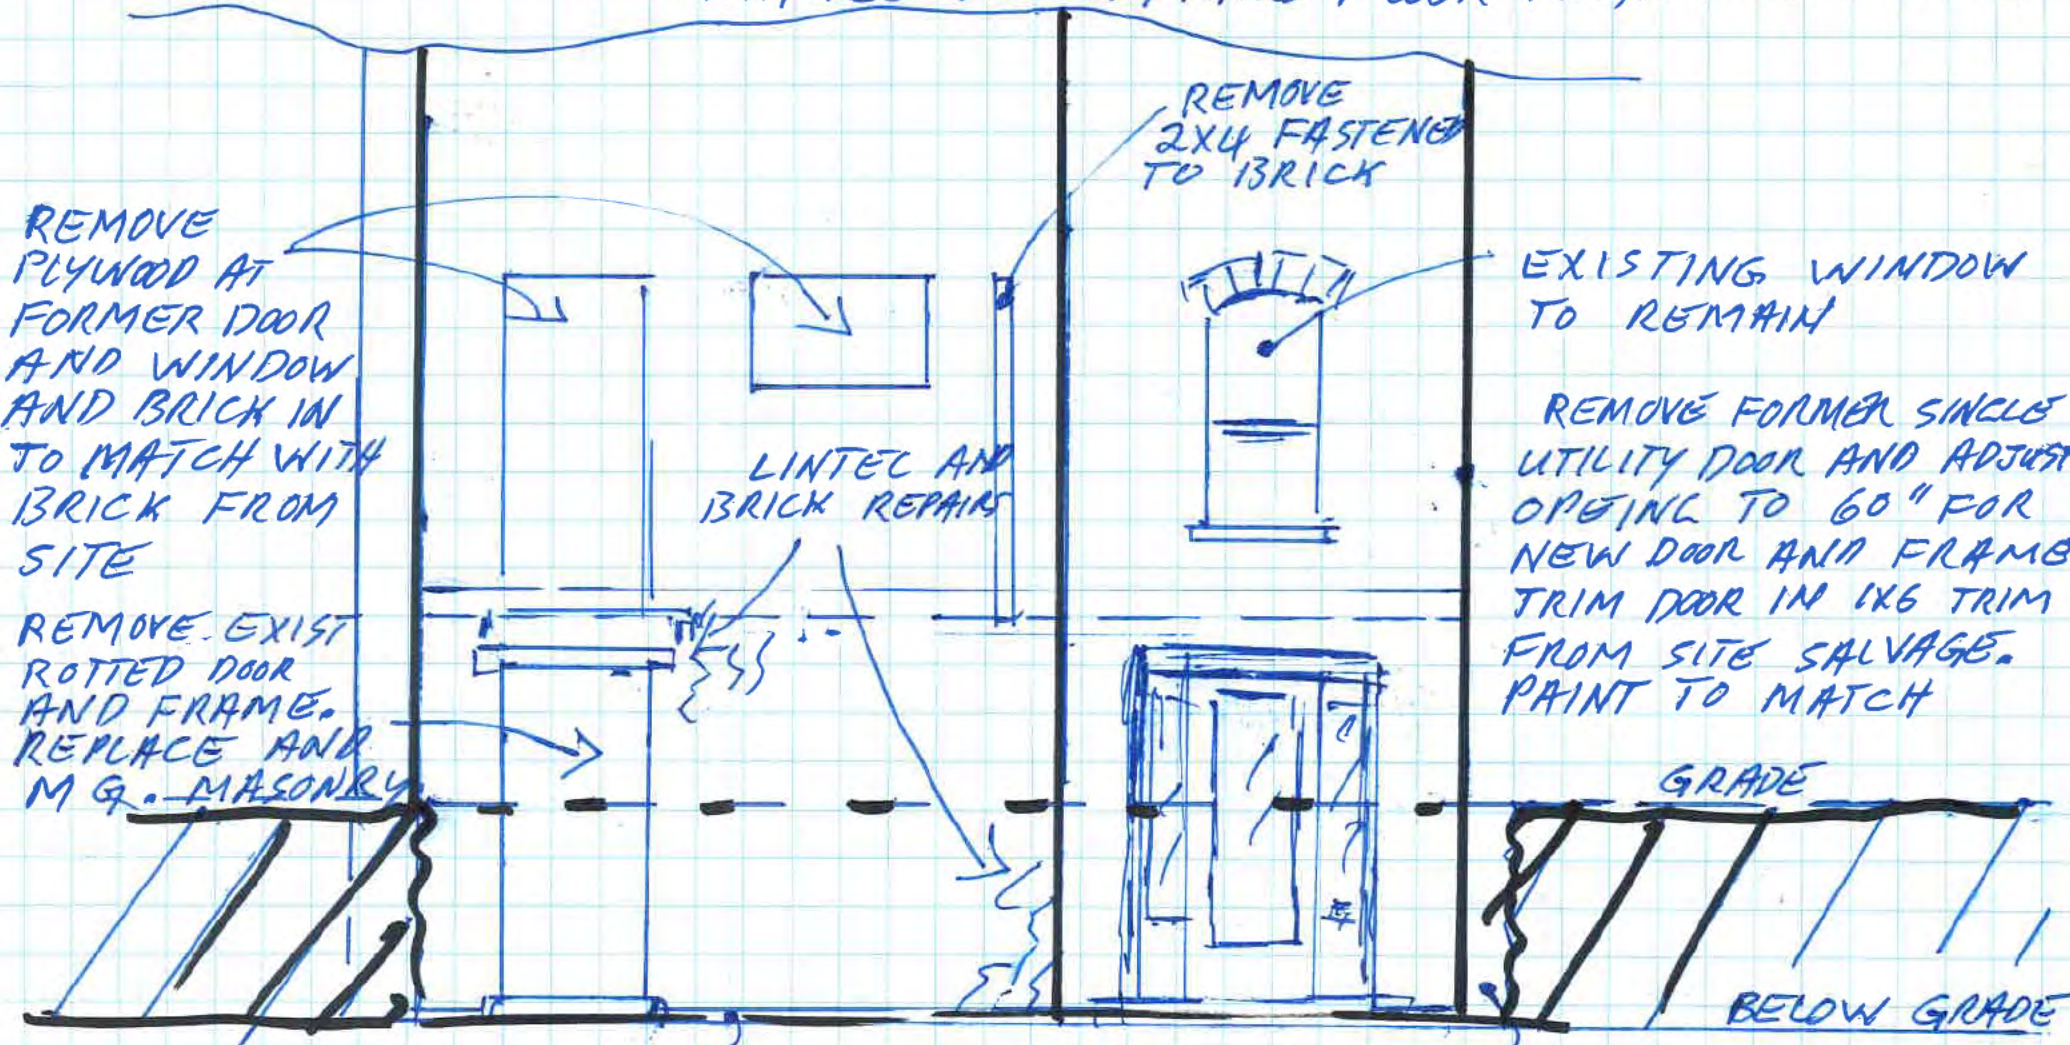 REMOVE
2X4 FASTENED
TO BRICK
REMOVE
PLYWOOD AT
FORMER DOOR
AND WINDOW
AND BRICK IN
TO MATCH WITH
BRICK FROM
SITE
EXISTING WINDOW
TO REMAIN
LINTEL AND
BRICK REPAIRS
REMOVE FORMER SINGLE
UTILITY DOOR AND ADJUST
OPEING TO 60" FOR
NEW DOOR AND FRAME
TRIM DOOR IN 1X6 TRIM
FROM SITE SALVAGE.
PAINT TO MATCH
REMOVE EXIST
ROTTED DOOR
AND FRAME.
REPLACE AND
MASONRY
GRADE
BELOW GRADE